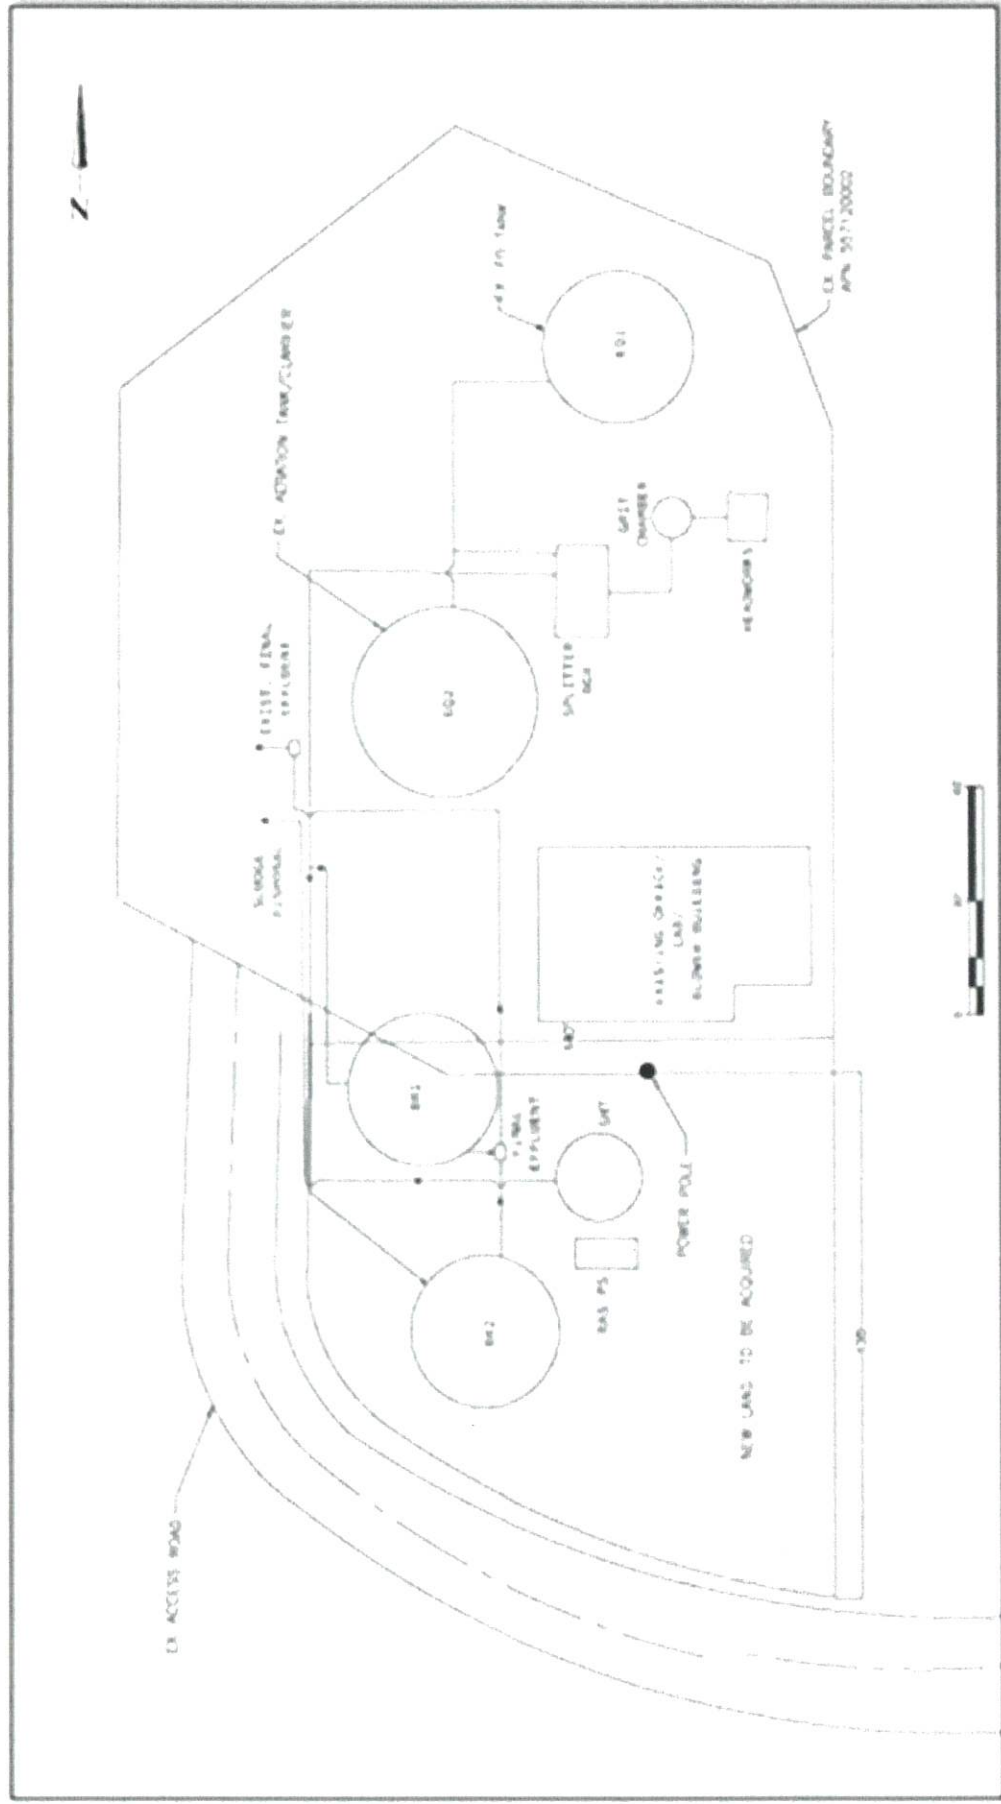 N
EX. PARCEL BOUNDARY
APN 557120002
EQ TANK
EQ1
EX. AERATION TANK/CLARIFIER
GRIT
CHAMBER
HEADWORKS
EXIST. FINAL
EFFLUENT
EQ2
SPLITTER
BOX
SLUDGE
DISPOSAL
EXISTING OFFICE/
LAB/
BLOWER BUILDING
0
BR1
FINAL
EFFLUENT
POWER POLE
BR2
RAS PS
NEW LAND TO BE ACQUIRED
EX ACCESS ROAD